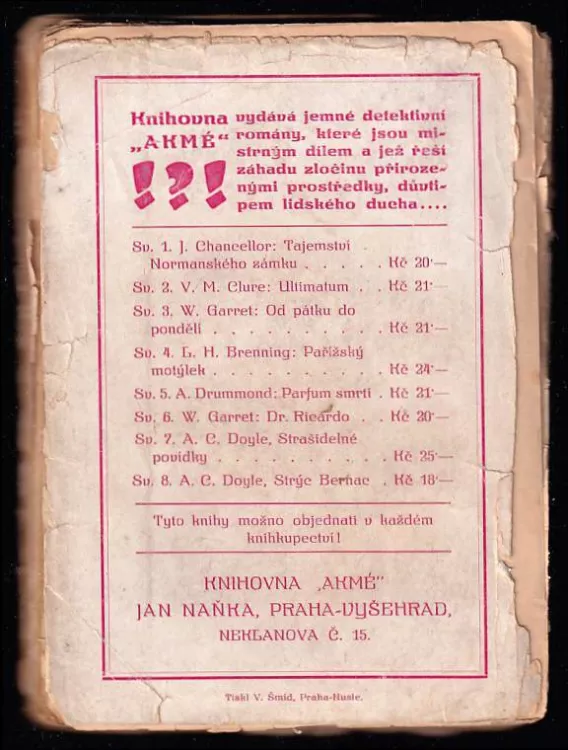 Knihovna vydává jemné detektivní
„AKMÉ“ romány, které jsou mi-
strným dílem a jež řeší
!?! záhadu zločinu přiroze-
nými prostředky, důvti-
pem lidského ducha....
Sv. 1. J. Chancellor: Tajemství
Normanského zámku . . . . . Kč 20·—
Sv. 2. V. M. Clure: Ultimatum . . Kč 21·—
Sv. 3. W. Garret: Od pátku do
pondělí . . . . . . . . . Kč 21·—
Sv. 4. L. H. Brenning: Pařížský
motýlek . . . . . . . . . Kč 24·—
Sv. 5. A. Drummond: Parfum smrti . Kč 21·—
Sv. 6. W. Garret: Dr. Ricardo . . Kč 20·—
Sv. 7. A. C. Doyle, Strašidelné
povídky . . . . . . . . . . Kč 25·—
Sv. 8. A. C. Doyle, Strýc Bernac . Kč 18·—
Tyto knihy možno objednati v každém
knihkupectví!
KNIHOVNA „AKMÉ“
JAN NAŇKA, PRAHA-VYŠEHRAD,
NEKLANOVA Č. 15.
Tiskl V. Šmíd, Praha-Nusle.